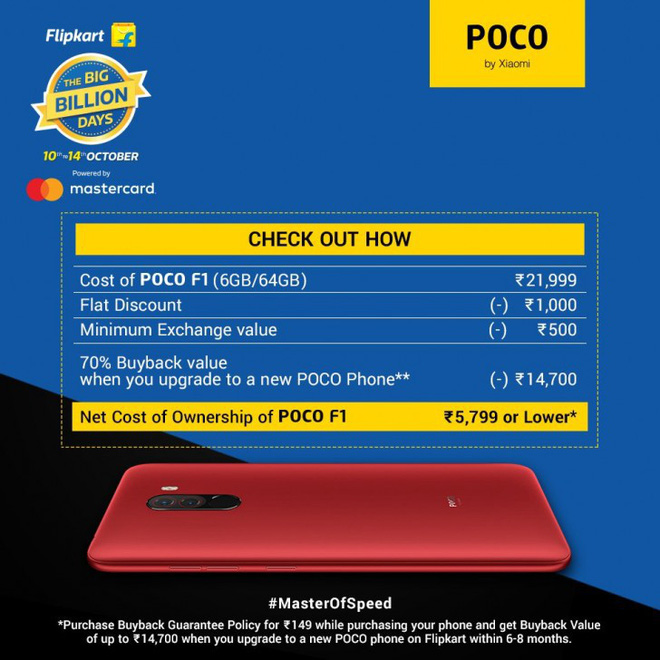 Flipkart
POCO
by Xiaomi
THE BIG
BILLION
DAYS
10th to 14th OCTOBER
Powered by
mastercard.
CHECK OUT HOW
Cost of POCO F1 (6GB/64GB) ₹21,999
Flat Discount (-) ₹1,000
Minimum Exchange value (-) ₹500
70% Buyback value
when you upgrade to a new POCO Phone** (-) ₹14,700
Net Cost of Ownership of POCO F1 ₹5,799 or Lower*
POCO
#MasterOfSpeed
*Purchase Buyback Guarantee Policy for ₹149 while purchasing your phone and get Buyback Value
of up to ₹14,700 when you upgrade to a new POCO phone on Flipkart within 6-8 months.